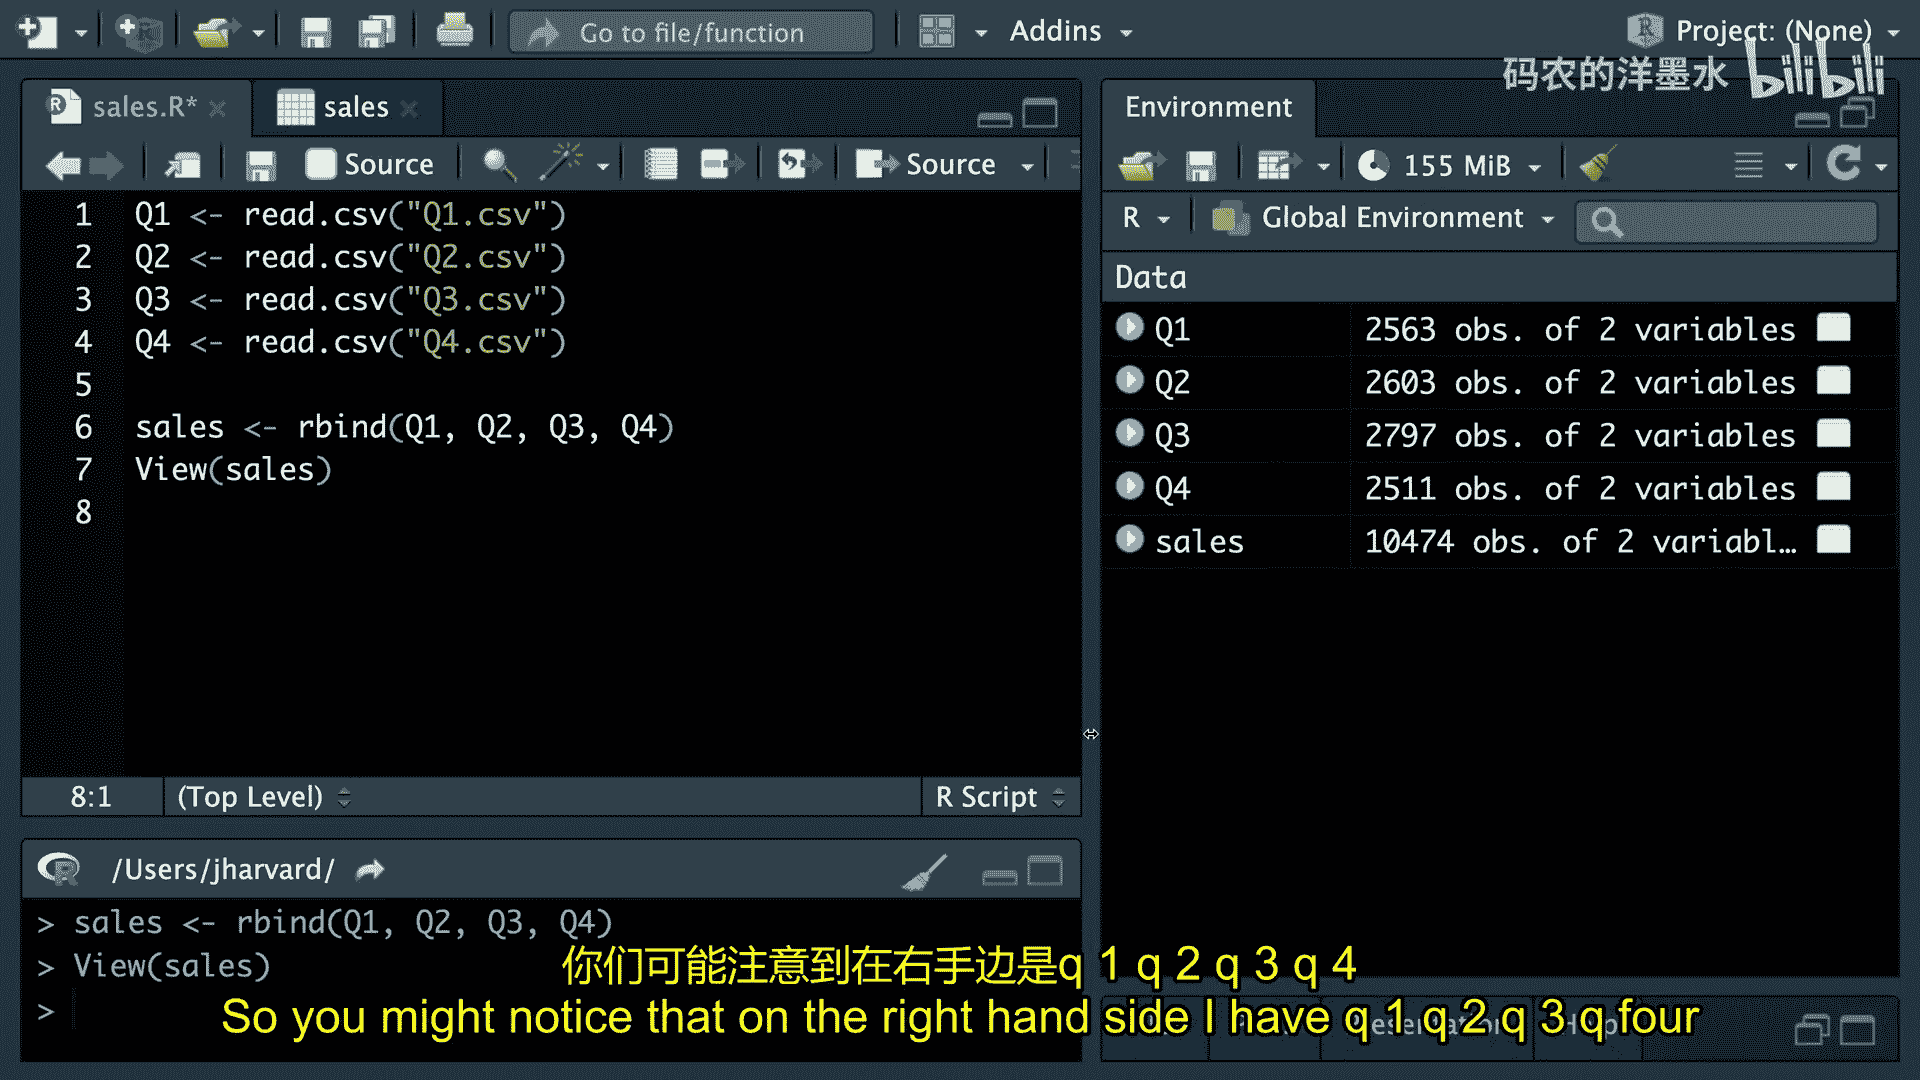 Go to file/function
Addins
Project: (None)
码农的洋墨水 bilibili
sales.R*
sales
Environment
Source
Source
155 MiB
R
Global Environment
1 Q1 <- read.csv("Q1.csv")
2 Q2 <- read.csv("Q2.csv")
3 Q3 <- read.csv("Q3.csv")
4 Q4 <- read.csv("Q4.csv")
5
6 sales <- rbind(Q1, Q2, Q3, Q4)
7 View(sales)
8
Data
Q1 2563 obs. of 2 variables
Q2 2603 obs. of 2 variables
Q3 2797 obs. of 2 variables
Q4 2511 obs. of 2 variables
sales 10474 obs. of 2 variabl…
8:1 (Top Level) R Script
/Users/jharvard/
> sales <- rbind(Q1, Q2, Q3, Q4)
> View(sales)
>
你们可能注意到在右手边是q 1 q 2 q 3 q 4
So you might notice that on the right hand side I have q 1 q 2 q 3 q four